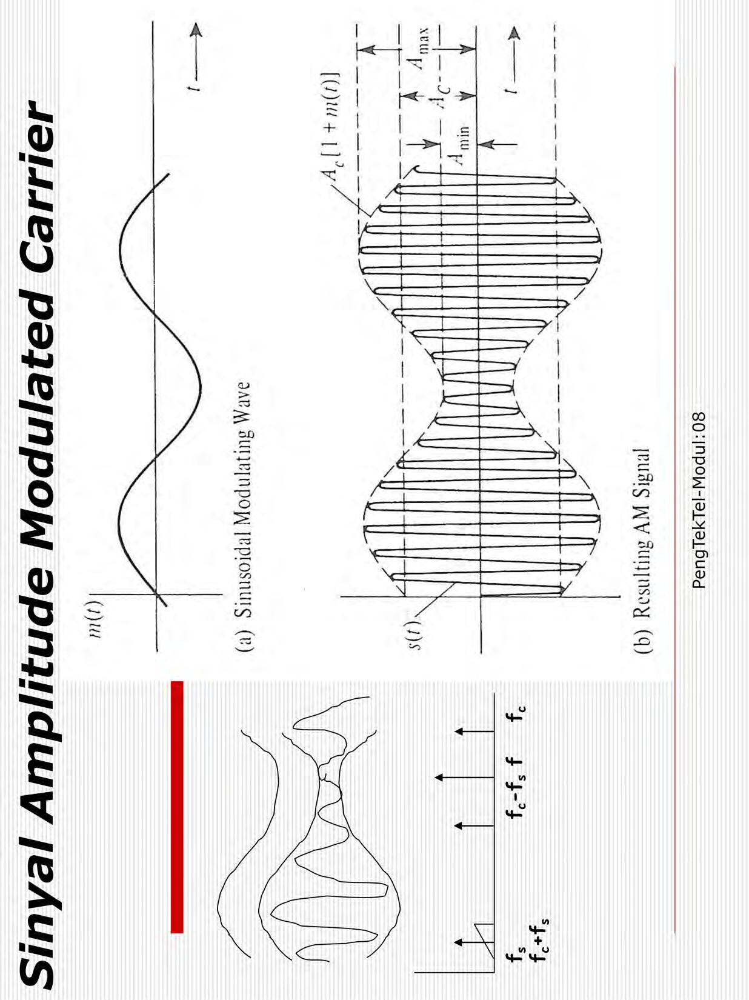 Sinyal Amplitude Modulated Carrier
m(t)
t
(a) Sinusoidal Modulating Wave
A_c[1 + m(t)]
A_max
A_C
A_min
t
s(t)
(b) Resulting AM Signal
f_s f_c-f_s f f_c
f_c+f_s
PengTekTel-Modul:08